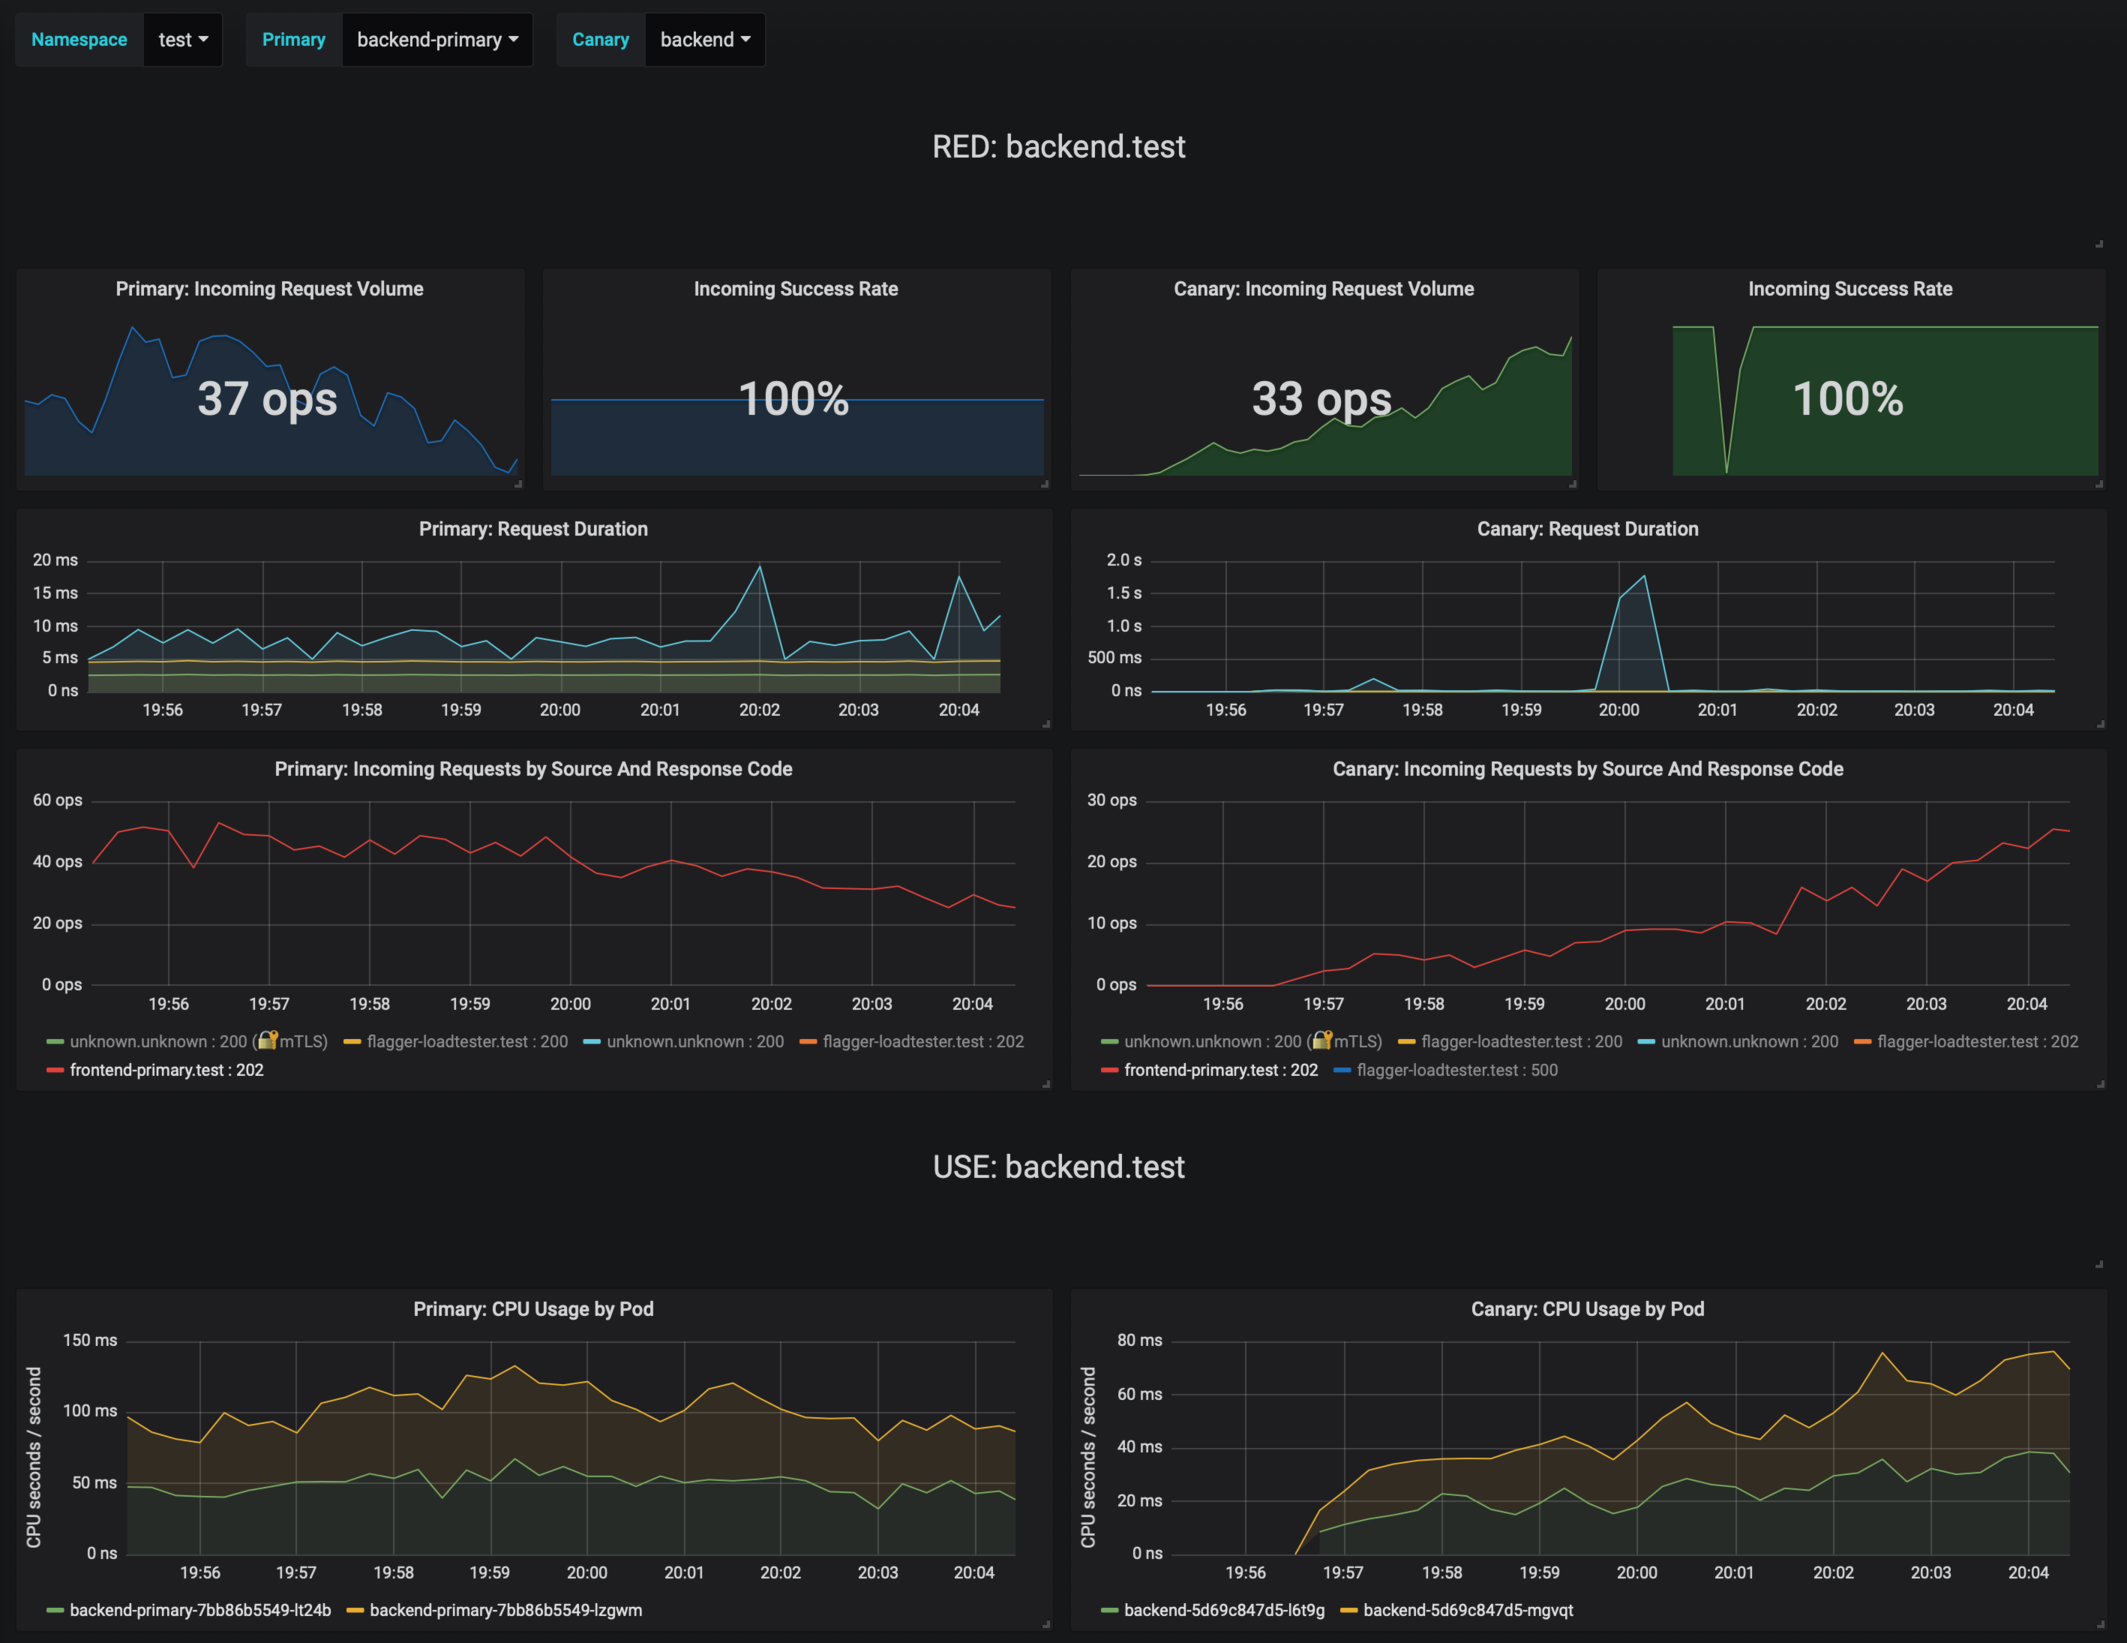 Namespace test Primary backend-primary Canary backend
RED: backend.test
Primary: Incoming Request Volume
37 ops
Incoming Success Rate
100%
Canary: Incoming Request Volume
33 ops
Incoming Success Rate
100%
Primary: Request Duration
20 ms
15 ms
10 ms
5 ms
0 ns
19:56 19:57 19:58 19:59 20:00 20:01 20:02 20:03 20:04
Canary: Request Duration
2.0 s
1.5 s
1.0 s
500 ms
0 ns
19:56 19:57 19:58 19:59 20:00 20:01 20:02 20:03 20:04
Primary: Incoming Requests by Source And Response Code
60 ops
40 ops
20 ops
0 ops
19:56 19:57 19:58 19:59 20:00 20:01 20:02 20:03 20:04
unknown.unknown : 200 (🔐mTLS) flagger-loadtester.test : 200 unknown.unknown : 200 flagger-loadtester.test : 202
frontend-primary.test : 202
Canary: Incoming Requests by Source And Response Code
30 ops
20 ops
10 ops
0 ops
19:56 19:57 19:58 19:59 20:00 20:01 20:02 20:03 20:04
unknown.unknown : 200 (🔐mTLS) flagger-loadtester.test : 200 unknown.unknown : 200 flagger-loadtester.test : 202
frontend-primary.test : 202 flagger-loadtester.test : 500
USE: backend.test
Primary: CPU Usage by Pod
CPU seconds / second
150 ms
100 ms
50 ms
0 ns
19:56 19:57 19:58 19:59 20:00 20:01 20:02 20:03 20:04
backend-primary-7bb86b5549-lt24b backend-primary-7bb86b5549-lzgwm
Canary: CPU Usage by Pod
CPU seconds / second
80 ms
60 ms
40 ms
20 ms
0 ns
19:56 19:57 19:58 19:59 20:00 20:01 20:02 20:03 20:04
backend-5d69c847d5-l6t9g backend-5d69c847d5-mgvqt